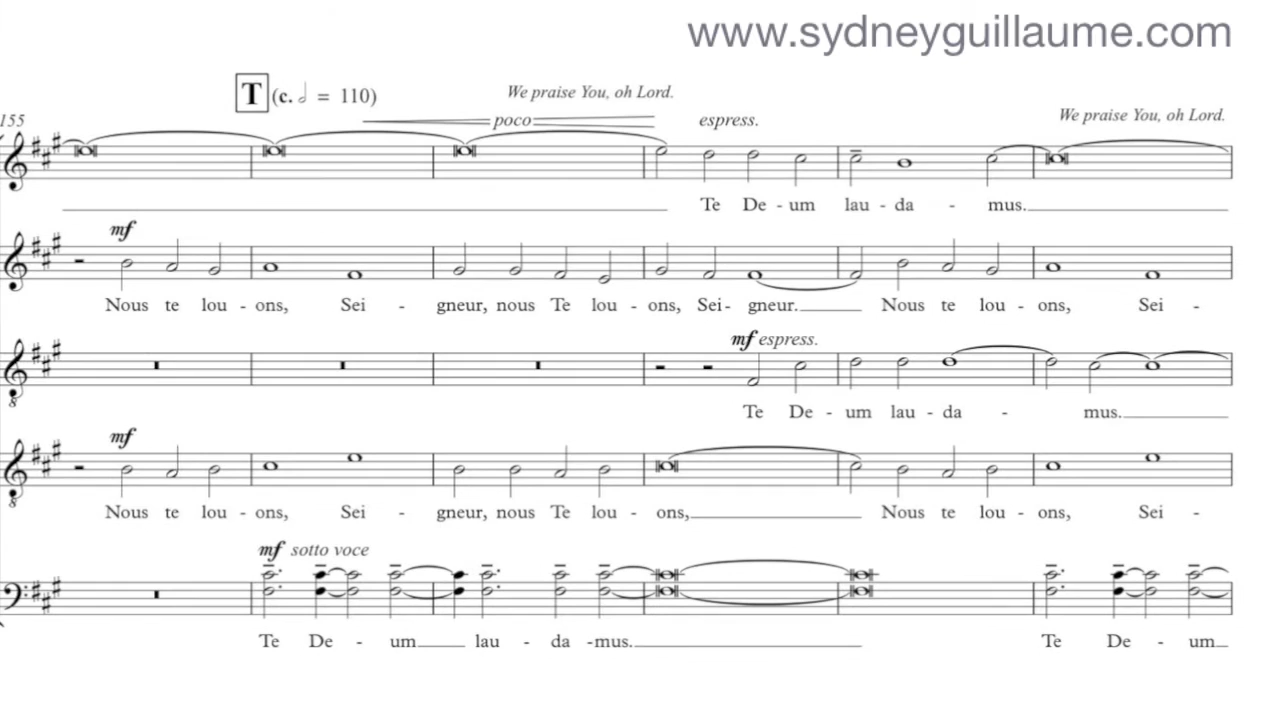 www.sydneyguillaume.com
T (c. 𝅗𝅥 = 110)
We praise You, oh Lord.
155
poco
espress.
We praise You, oh Lord.
Te De - um lau - da - mus.
mf
Nous te lou - ons, Sei - gneur, nous Te lou - ons, Sei - gneur. Nous te lou - ons, Sei -
mf espress.
8
Te De - um lau - da - mus.
mf
8
Nous te lou - ons, Sei - gneur, nous Te lou - ons, Nous te lou - ons, Sei -
mf sotto voce
Te De - um lau - da -mus. Te De - um